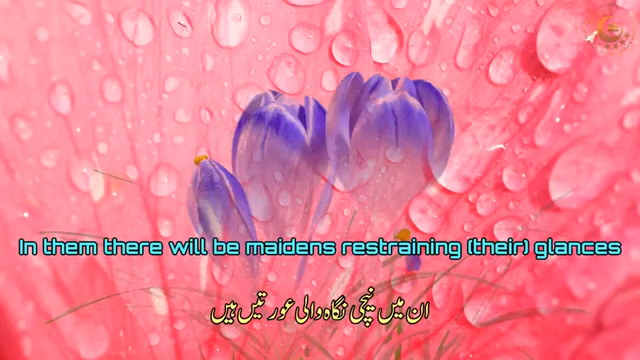 In them there will be maidens restraining (their) glances
ان میں نیچی نگاہ والی عورتیں ہیں